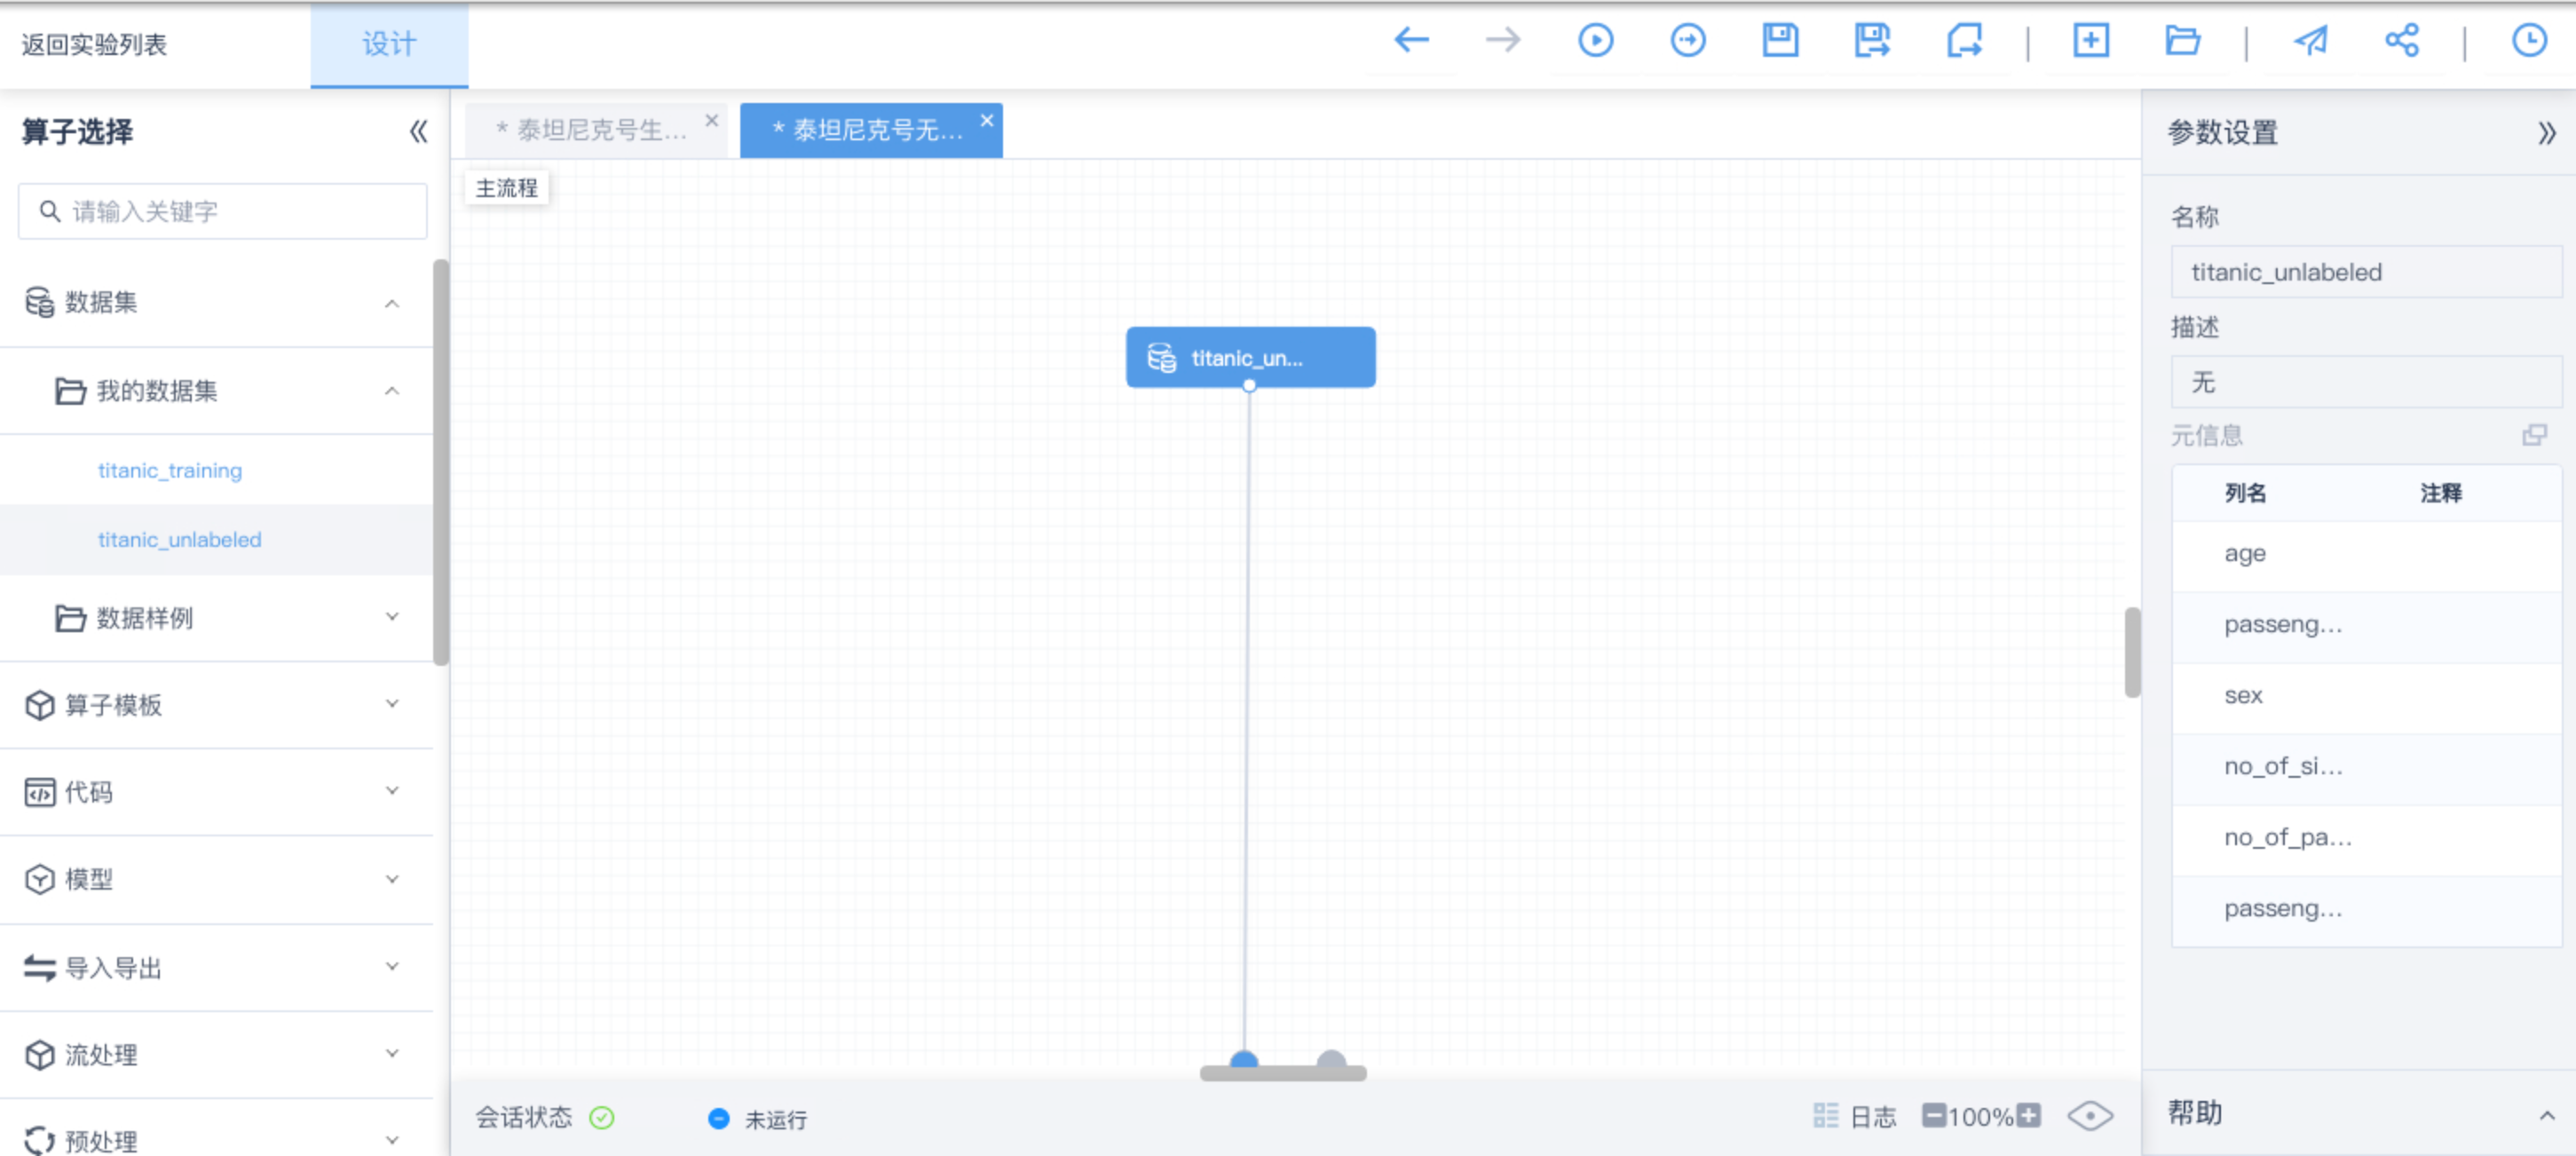 返回实验列表
设计
算子选择
请输入关键字
数据集
我的数据集
titanic_training
titanic_unlabeled
数据样例
算子模板
代码
模型
导入导出
流处理
预处理
* 泰坦尼克号生...
* 泰坦尼克号无...
主流程
titanic_un...
会话状态
未运行
日志
100%
参数设置
名称
titanic_unlabeled
描述
无
元信息
列名 注释
age
passeng...
sex
no_of_si...
no_of_pa...
passeng...
帮助